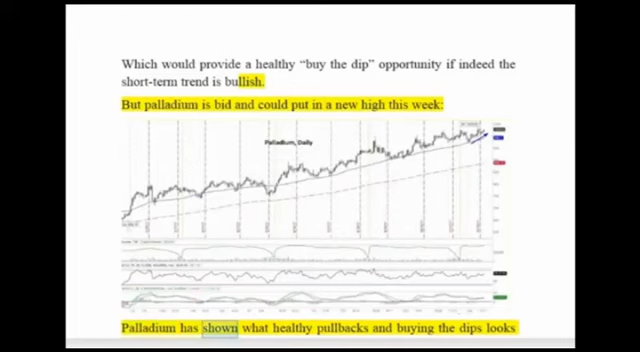 Which would provide a healthy “buy the dip” opportunity if indeed the
short-term trend is bullish.
But palladium is bid and could put in a new high this week:
Palladium, Daily
Palladium has shown what healthy pullbacks and buying the dips looks